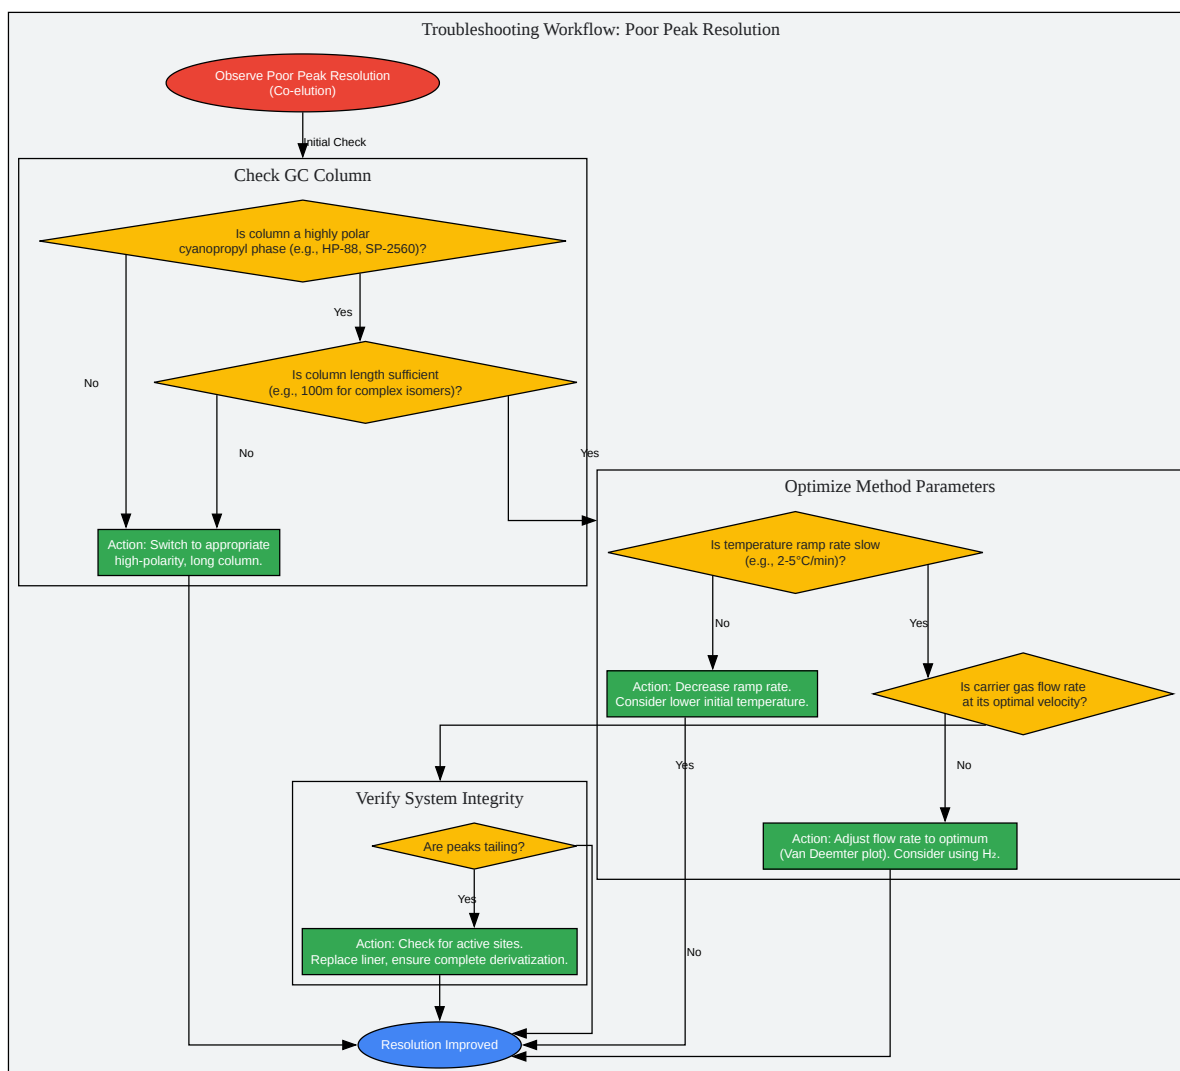 Troubleshooting Workflow: Poor Peak Resolution
Observe Poor Peak Resolution
(Co-elution)
Initial Check
Check GC Column
Is column a highly polar
cyanopropyl phase (e.g., HP-88, SP-2560)?
Yes
No
Is column length sufficient
(e.g., 100m for complex isomers)?
No
Yes
Action: Switch to appropriate
high-polarity, long column.
Optimize Method Parameters
Is temperature ramp rate slow
(e.g., 2-5°C/min)?
No
Yes
Action: Decrease ramp rate.
Consider lower initial temperature.
Is carrier gas flow rate
at its optimal velocity?
Yes
No
Action: Adjust flow rate to optimum
(Van Deemter plot). Consider using H₂.
Verify System Integrity
Are peaks tailing?
Yes
No
Action: Check for active sites.
Replace liner, ensure complete derivatization.
Resolution Improved